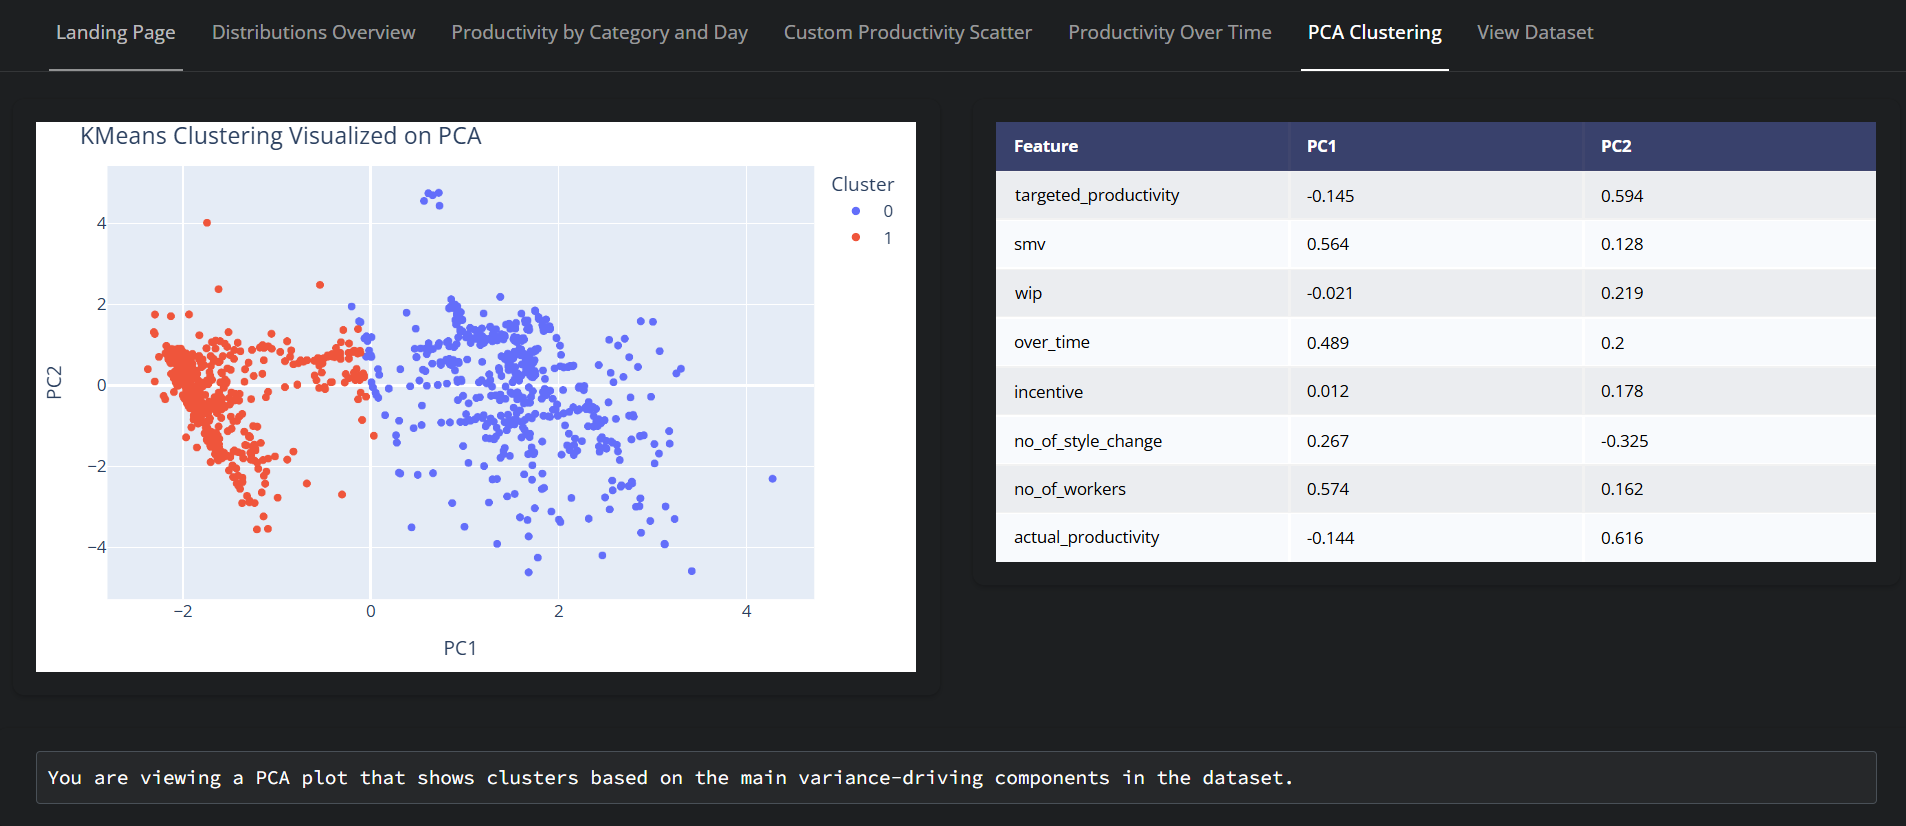 Landing Page Distributions Overview Productivity by Category and Day Custom Productivity Scatter Productivity Over Time PCA Clustering View Dataset
KMeans Clustering Visualized on PCA
Cluster
0
1
PC2
4
2
0
−2
−4
−2 0 2 4
PC1
Feature PC1 PC2
targeted_productivity -0.145 0.594
smv 0.564 0.128
wip -0.021 0.219
over_time 0.489 0.2
incentive 0.012 0.178
no_of_style_change 0.267 -0.325
no_of_workers 0.574 0.162
actual_productivity -0.144 0.616
You are viewing a PCA plot that shows clusters based on the main variance-driving components in the dataset.